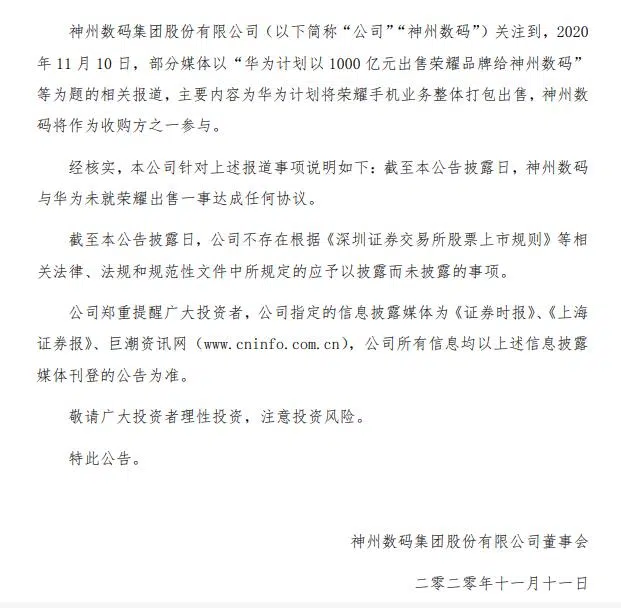 神州数码集团股份有限公司（以下简称“公司”“神州数码”）关注到，2020
年 11 月 10 日，部分媒体以“华为计划以 1000 亿元出售荣耀品牌给神州数码”
等为题的相关报道，主要内容为华为计划将荣耀手机业务整体打包出售，神州数
码将作为收购方之一参与。
经核实，本公司针对上述报道事项说明如下：截至本公告披露日，神州数码
与华为未就荣耀出售一事达成任何协议。
截至本公告披露日，公司不存在根据《深圳证券交易所股票上市规则》等相
关法律、法规和规范性文件中所规定的应予以披露而未披露的事项。
公司郑重提醒广大投资者，公司指定的信息披露媒体为《证券时报》、《上海
证券报》、巨潮资讯网（www.cninfo.com.cn），公司所有信息均以上述信息披露
媒体刊登的公告为准。
敬请广大投资者理性投资，注意投资风险。
特此公告。
神州数码集团股份有限公司董事会
二零二零年十一月十一日